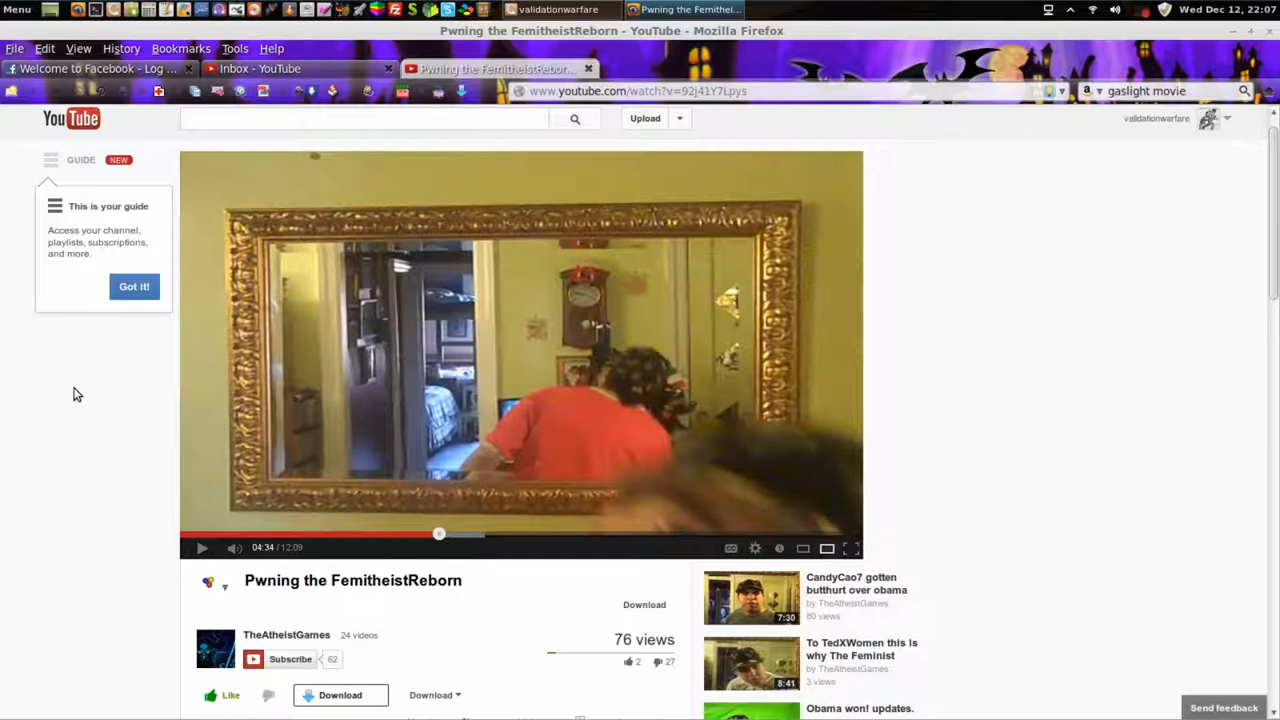 Menu validationwarfare Pwning the Femithei... Wed Dec 12, 22:07
Pwning the FemitheistReborn - YouTube - Mozilla Firefox
File Edit View History Bookmarks Tools Help
Welcome to Facebook - Log ... Inbox - YouTube Pwning the FemitheistRebor...
www.youtube.com/watch?v=92j41Y7Lpys gaslight movie
YouTube Upload validationwarfare
GUIDE NEW
This is your guide
Access your channel,
playlists, subscriptions,
and more.
Got it!
04:34 / 12:09
Pwning the FemitheistReborn
Download
TheAtheistGames 24 videos
Subscribe 62
76 views
2 27
Like Download Download
CandyCao7 gotten
butthurt over obama
by TheAtheistGames
80 views
7:30
To TedXWomen this is
why The Feminist
by TheAtheistGames
3 views
8:41
Obama won! updates.
Send feedback